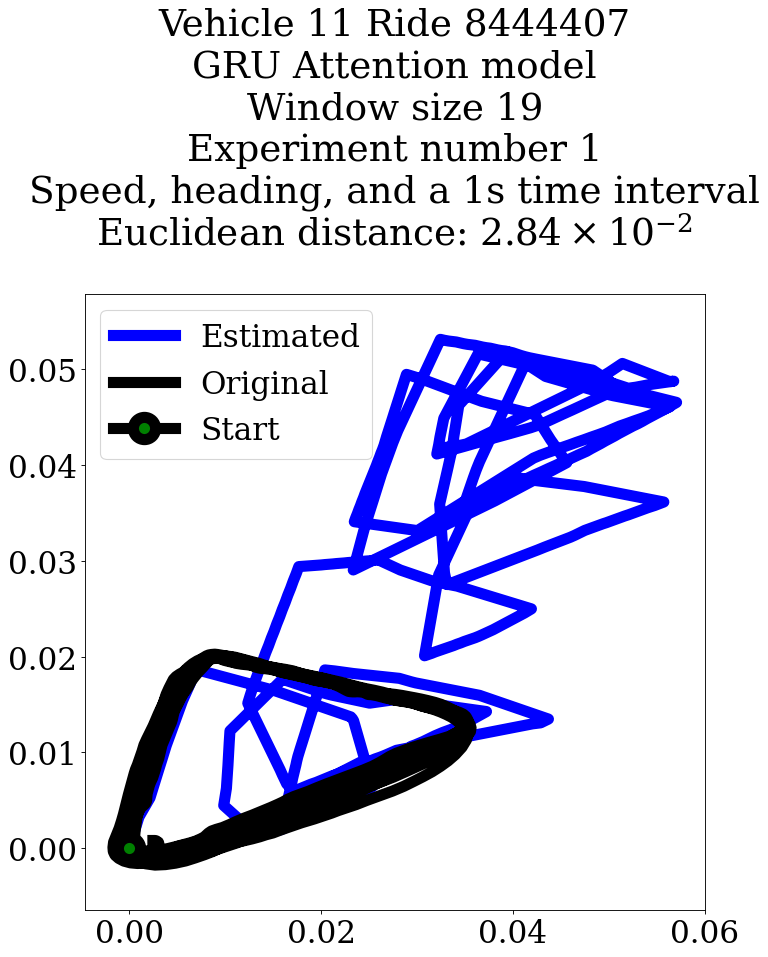 Vehicle 11 Ride 8444407
GRU Attention model
Window size 19
Experiment number 1
Speed, heading, and a 1s time interval
Euclidean distance: 2.84 × 10⁻²
Estimated
Original
Start
0.05
0.04
0.03
0.02
0.01
0.00
0.00 0.02 0.04 0.06